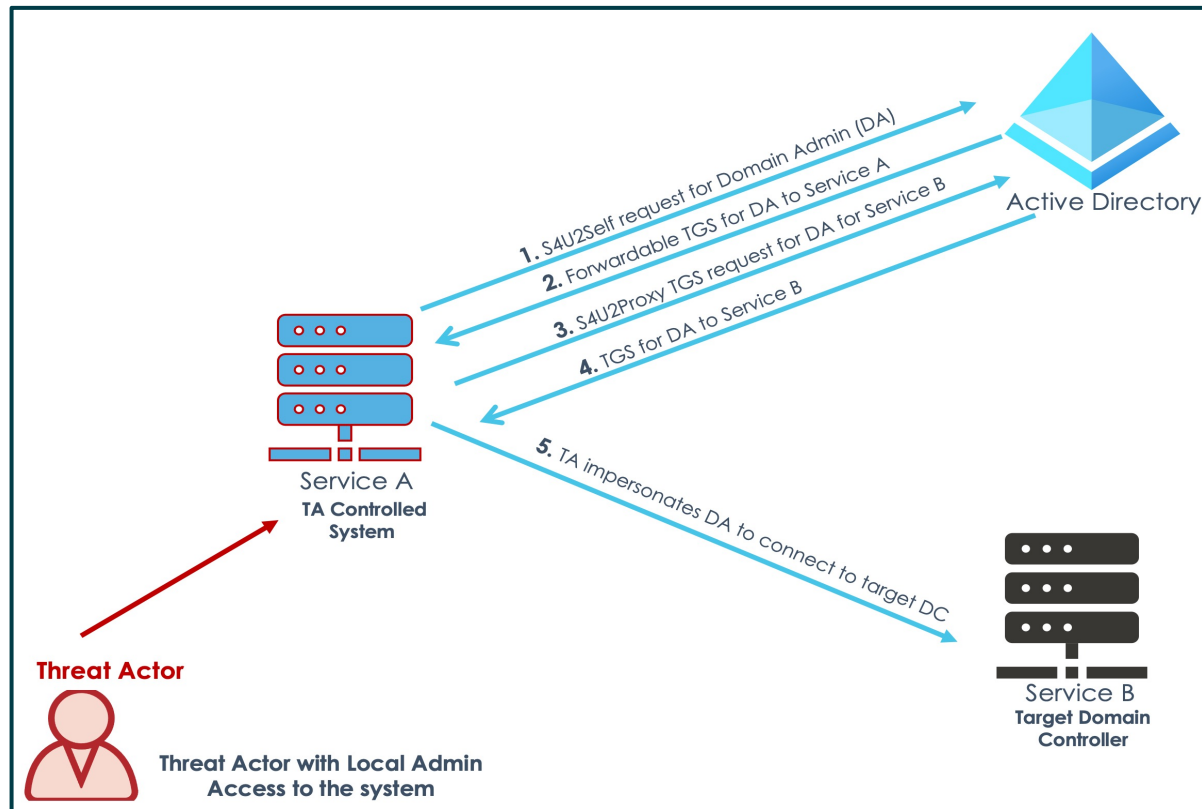 Active Directory
1. S4U2Self request for Domain Admin (DA)
2. Forwardable TGS for DA to Service A
3. S4U2Proxy TGS request for DA for Service B
4. TGS for DA to Service B
Service A
TA Controlled
System
5. TA impersonates DA to connect to target DC
Service B
Target Domain
Controller
Threat Actor
Threat Actor with Local Admin
Access to the system